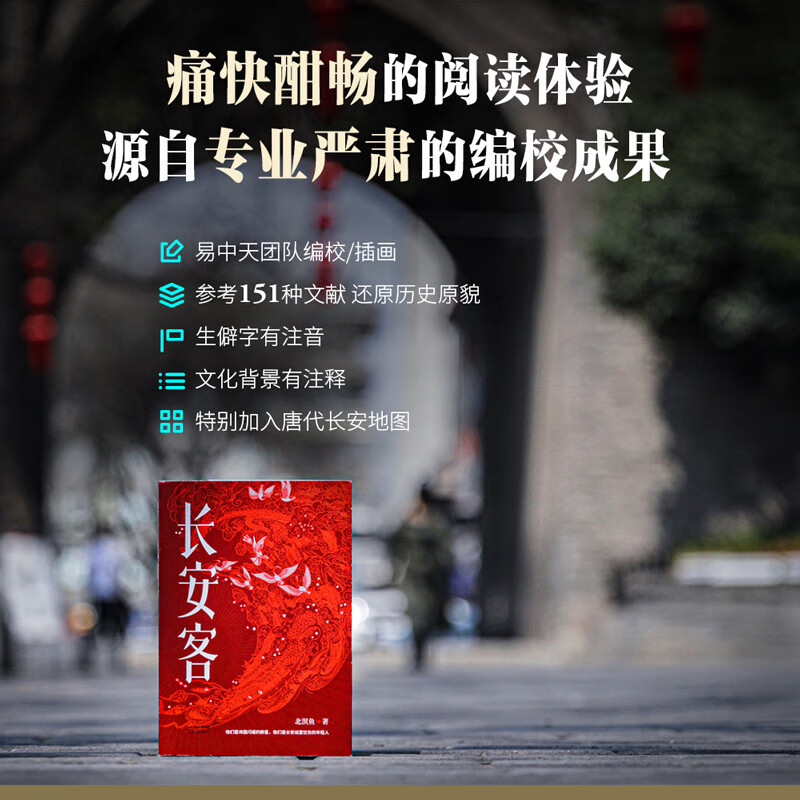 痛快酣畅的阅读体验
源自专业严肃的编校成果
易中天团队编校/插画
参考151种文献 还原历史原貌
生僻字有注音
文化背景有注释
特别加入唐代长安地图
长安客
北溟鱼 著